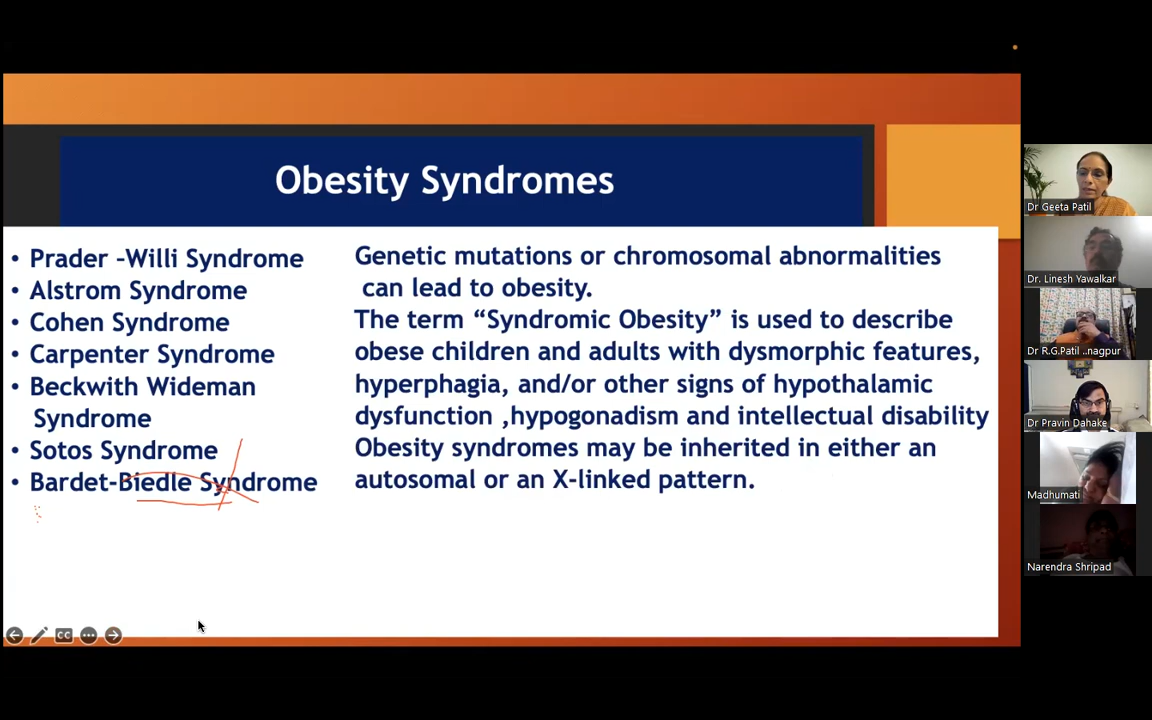 Obesity Syndromes
• Prader –Willi Syndrome
• Alstrom Syndrome
• Cohen Syndrome
• Carpenter Syndrome
• Beckwith Wideman
Syndrome
• Sotos Syndrome
• Bardet-Biedle Syndrome
Genetic mutations or chromosomal abnormalities
can lead to obesity.
The term “Syndromic Obesity” is used to describe
obese children and adults with dysmorphic features,
hyperphagia, and/or other signs of hypothalamic
dysfunction ,hypogonadism and intellectual disability
Obesity syndromes may be inherited in either an
autosomal or an X-linked pattern.
CC
Dr Geeta Patil
Dr. Linesh Yawalkar
Dr R.G.Patil ..nagpur
Dr Pravin Dahake
Madhumati
Narendra Shripad